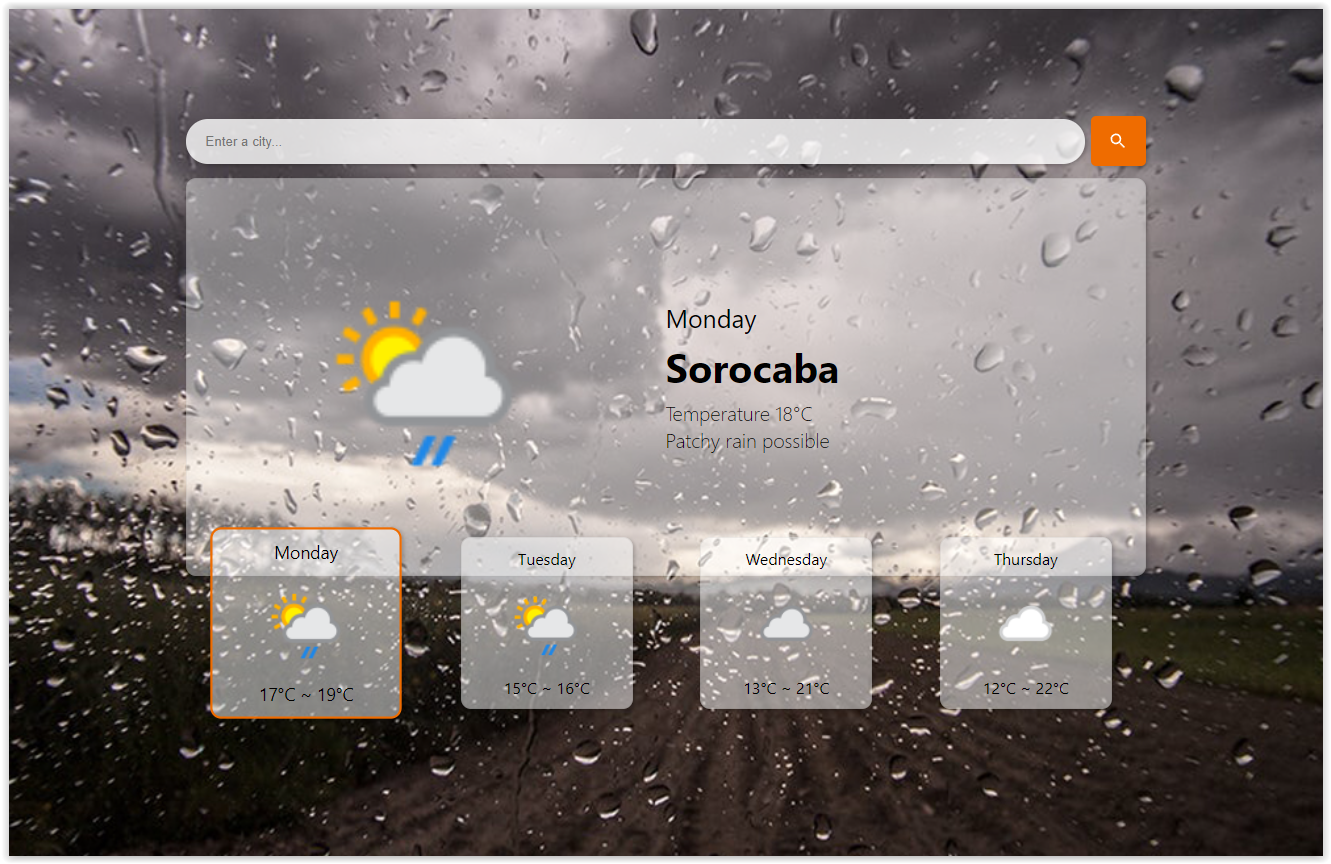 Enter a city...
Monday
Sorocaba
Temperature 18°C
Patchy rain possible
Monday
17°C ~ 19°C
Tuesday
15°C ~ 16°C
Wednesday
13°C ~ 21°C
Thursday
12°C ~ 22°C